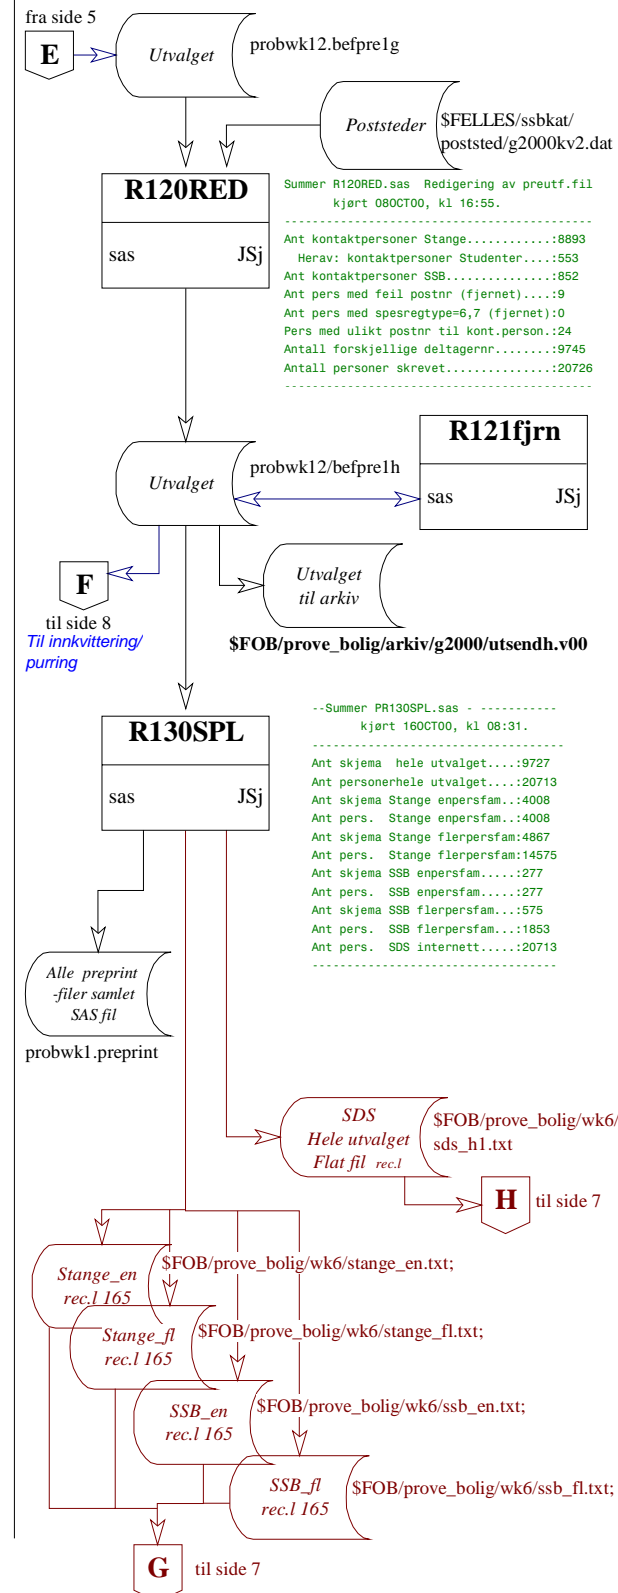 fra side 5
E
Utvalget
probwk12.befpre1g
Poststeder
$FELLES/ssbkat/
poststed/g2000kv2.dat
R120RED
sas JSj
Summer R120RED.sas  Redigering av preutf.fil
kjørt 08OCT00, kl 16:55.
--------------------------------------------
Ant kontaktpersoner Stange............:8893
Herav: kontaktpersoner Studenter....:553
Ant kontaktpersoner SSB...............:852
Ant pers med feil postnr (fjernet)....:9
Ant pers med spesregtype=6,7 (fjernet):0
Pers med ulikt postnr til kont.person.:24
Antall forskjellige deltagernr........:9745
Antall personer skrevet...............:20726
--------------------------------------------
R121fjrn
sas JSj
Utvalget
probwk12/befpre1h
F
til side 8
Til innkvittering/
purring
Utvalget
til arkiv
$FOB/prove_bolig/arkiv/g2000/utsendh.v00
R130SPL
sas JSj
--Summer PR130SPL.sas - -----------
kjørt 16OCT00, kl 08:31.
------------------------------------
Ant skjema  hele utvalget....:9727
Ant personerhele utvalget....:20713
Ant skjema Stange enpersfam..:4008
Ant pers.  Stange enpersfam..:4008
Ant skjema Stange flerpersfam:4867
Ant pers.  Stange flerpersfam:14575
Ant skjema SSB enpersfam.....:277
Ant pers.  SSB enpersfam.....:277
Ant skjema SSB flerpersfam...:575
Ant pers.  SSB flerpersfam...:1853
Ant pers.  SDS internett.....:20713
-----------------------------------
Alle  preprint
-filer samlet
SAS fil
probwk1.preprint
SDS
Hele utvalget
Flat fil  rec.l
$FOB/prove_bolig/wk6/
sds_h1.txt
H
til side 7
Stange_en
rec.l 165
$FOB/prove_bolig/wk6/stange_en.txt;
Stange_fl
rec.l 165
$FOB/prove_bolig/wk6/stange_fl.txt;
SSB_en
rec.l 165
$FOB/prove_bolig/wk6/ssb_en.txt;
SSB_fl
rec.l 165
$FOB/prove_bolig/wk6/ssb_fl.txt;
G
til side 7